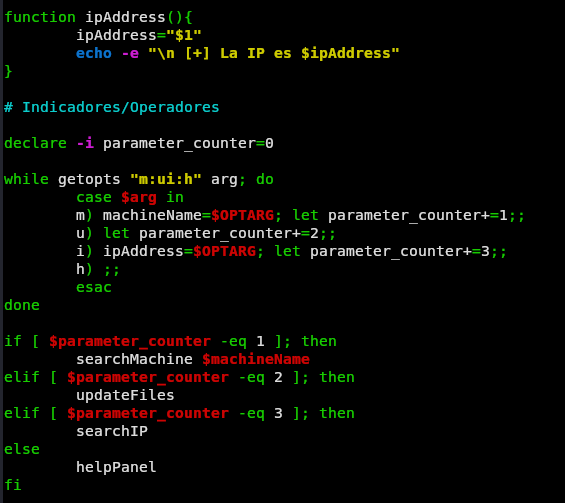 function ipAddress(){
        ipAddress="$1"
        echo -e "\n [+] La IP es $ipAddress"
}

# Indicadores/Operadores

declare -i parameter_counter=0

while getopts "m:ui:h" arg; do
        case $arg in
        m) machineName=$OPTARG; let parameter_counter+=1;;
        u) let parameter_counter+=2;;
        i) ipAddress=$OPTARG; let parameter_counter+=3;;
        h) ;;
        esac
done

if [ $parameter_counter -eq 1 ]; then
        searchMachine $machineName
elif [ $parameter_counter -eq 2 ]; then
        updateFiles
elif [ $parameter_counter -eq 3 ]; then
        searchIP
else
        helpPanel
fi